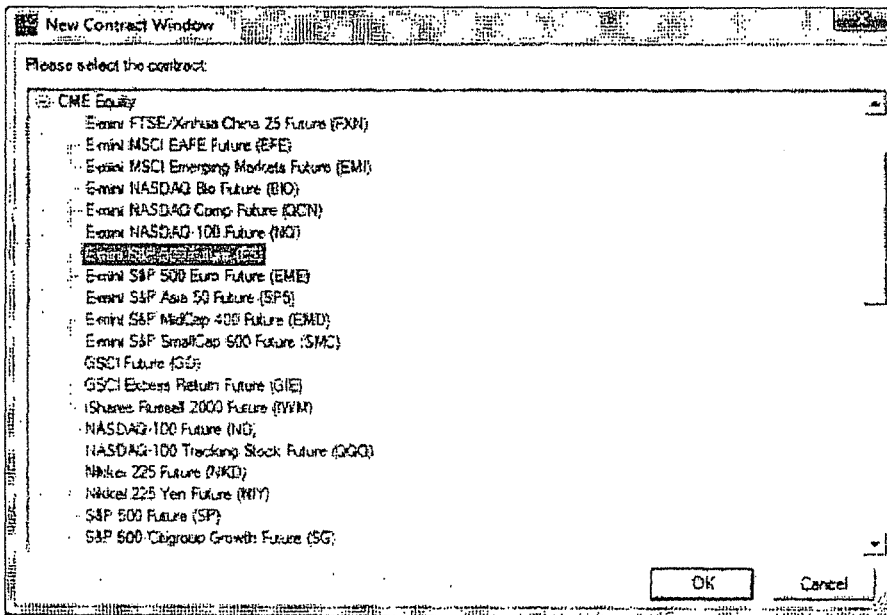 New Contract Window
Please select the contract:
CME Equity
E-mini FTSE/Xinhua China 25 Future (FXN)
E-mini MSCI EAFE Future (EFE)
E-mini MSCI Emerging Markets Future (EMI)
E-mini NASDAQ Bio Future (BIO)
E-mini NASDAQ Comp Future (QCN)
E-mini NASDAQ-100 Future (NQ)
E-mini S&P 500 Euro Future (EME)
E-mini S&P Asia 50 Future (SP5)
E-mini S&P MidCap 400 Future (EMD)
E-mini S&P SmallCap 600 Future (SMC)
GSCI Future (GD)
GSCI Excess Return Future (GIE)
iShares Russell 2000 Future (IWM)
NASDAQ-100 Future (ND)
NASDAQ-100 Tracking Stock Future (QQQ)
Nikkei 225 Future (NKD)
Nikkei 225 Yen Future (NIY)
S&P 500 Future (SP)
S&P 500 Citigroup Growth Future (SG)
OK Cancel